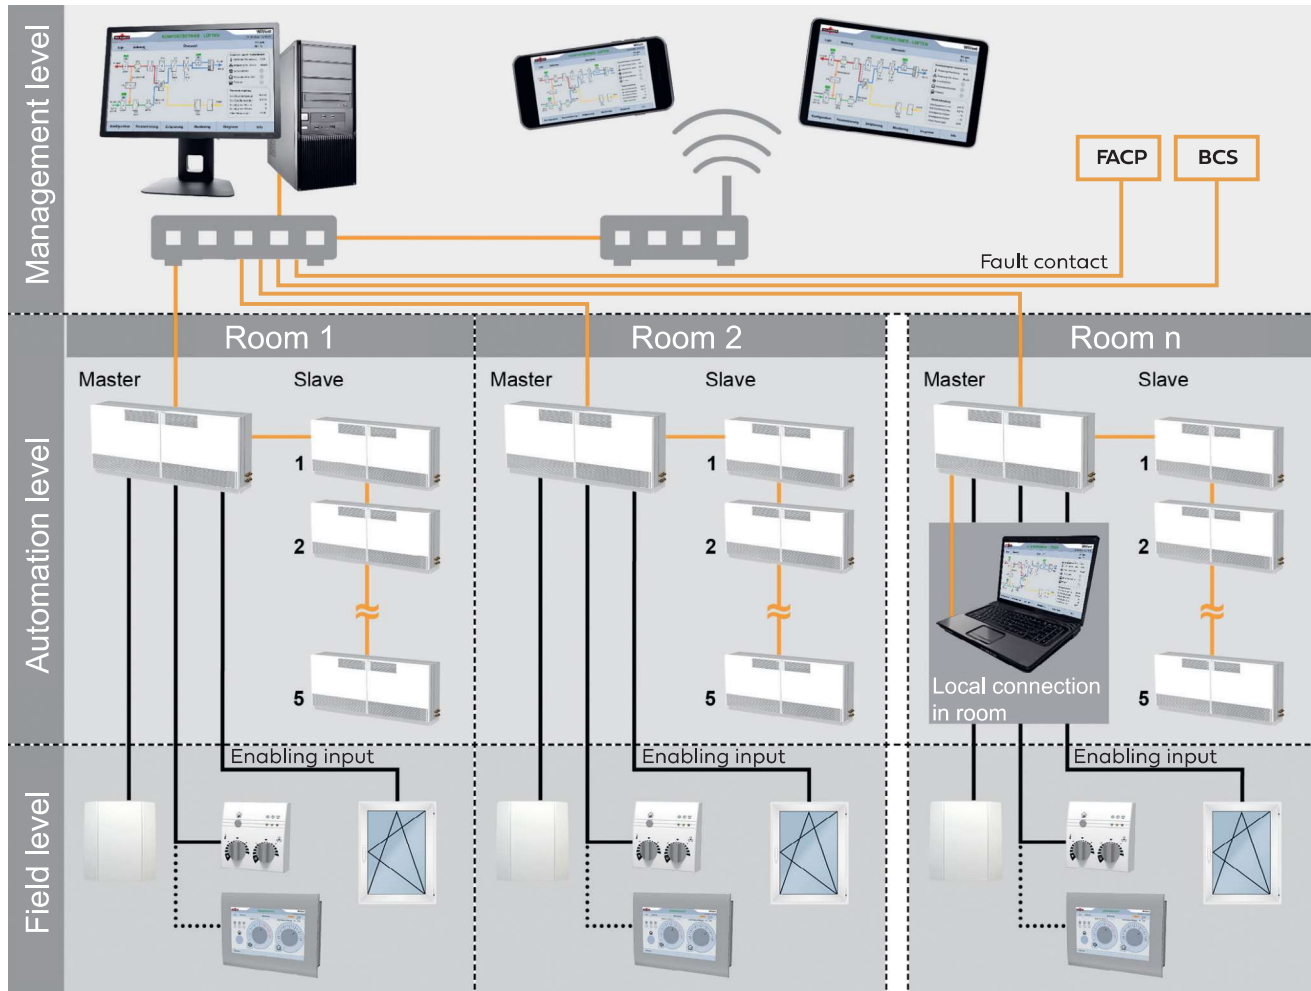 Management level
FACP
BCS
Fault contact
Automation level
Room 1
Room 2
Room n
Master
Slave
Master
Slave
Master
Slave
1
1
1
2
2
2
5
5
5
Local connection
in room
Field level
Enabling input
Enabling input
Enabling input